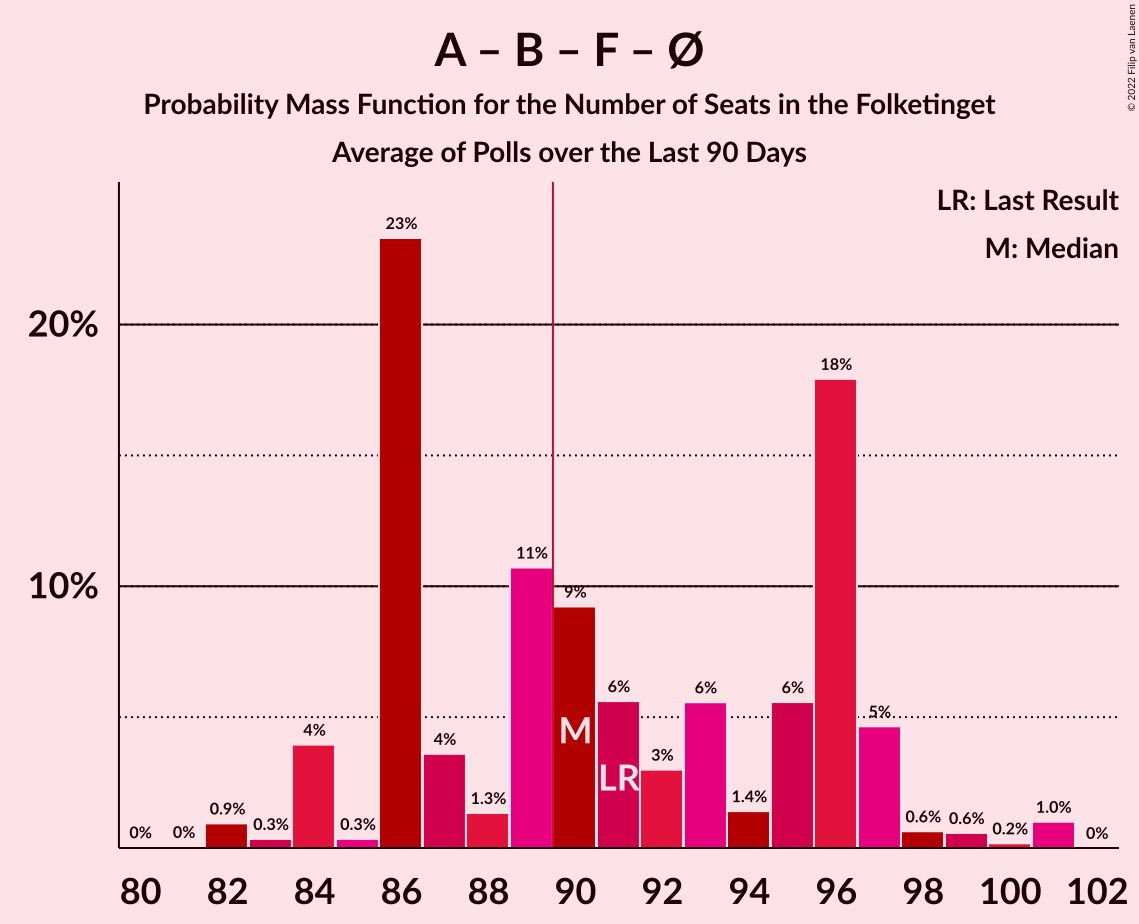 A – B – F – Ø
Probability Mass Function for the Number of Seats in the Folketinget
Average of Polls over the Last 90 Days
© 2022 Filip van Laenen
LR: Last Result
M: Median
20%
10%
0%
0%
0.9%
0.3%
4%
0.3%
23%
4%
1.3%
11%
9%
6%
3%
6%
1.4%
6%
18%
5%
0.6%
0.6%
0.2%
1.0%
0%
M
LR
80 82 84 86 88 90 92 94 96 98 100 102